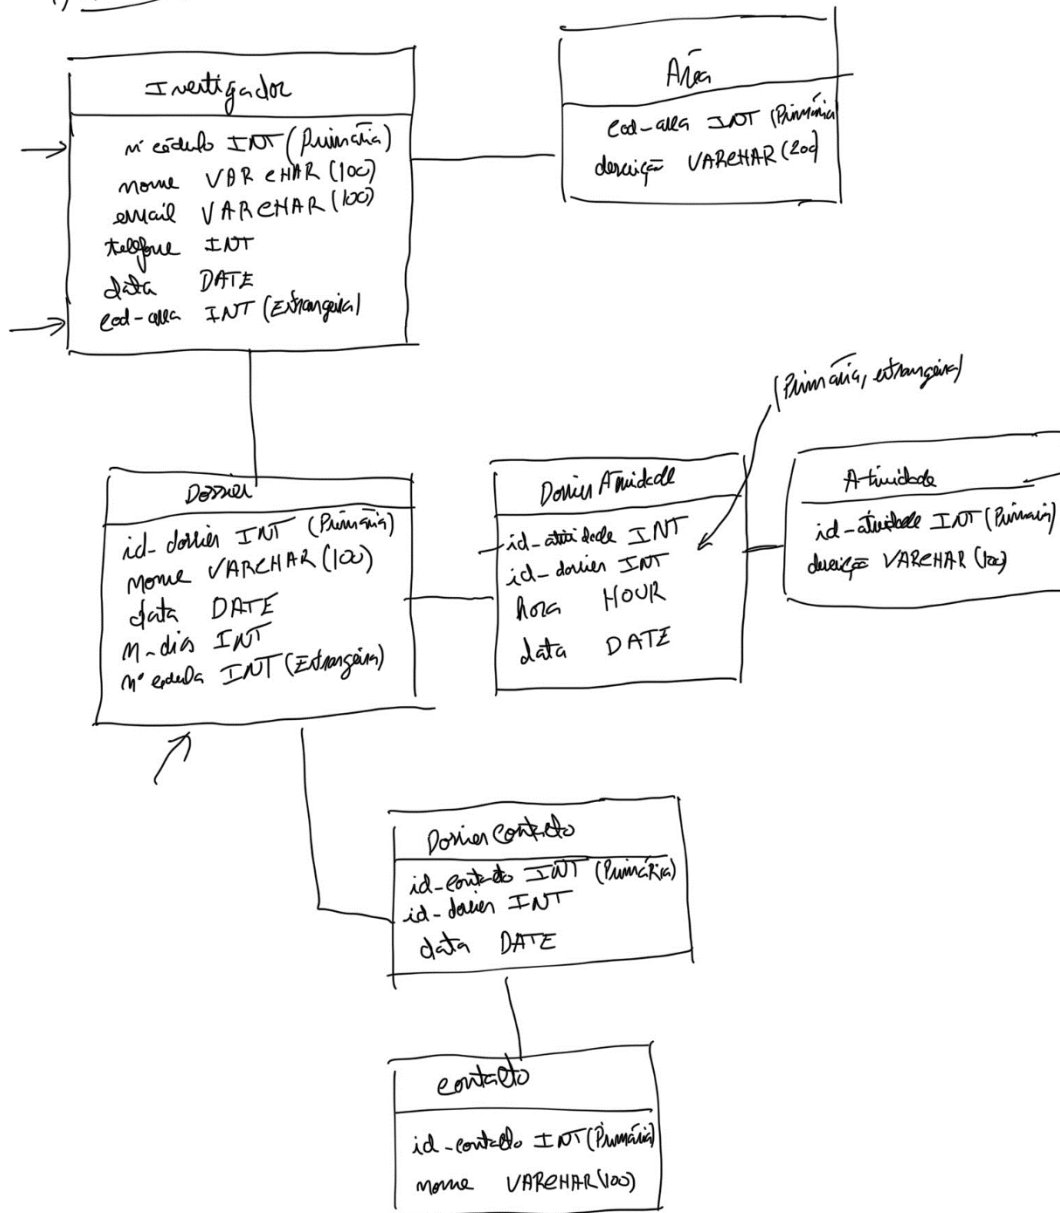 1)
Investigador
nº cédula INT (Primária)
nome VARCHAR (100)
email VARCHAR (100)
telefone INT
data DATE
cod-area INT (Estrangeira)
Área
cod-area INT (Primária
descrição VARCHAR (200)
(Primária, estrangeira)
Dossier
id-dossier INT (Primária)
nome VARCHAR (100)
data DATE
n-dias INT
nº cédula INT (Estrangeira)
Dossier Atividade
id-atividade INT
id-dossier INT
hora HOUR
data DATE
Atividade
id-atividade INT (Primária)
descrição VARCHAR (100)
Dossier Contacto
id-contacto INT (Primária)
id-dossier INT
data DATE
Contacto
id-contacto INT (Primária)
nome VARCHAR (100)